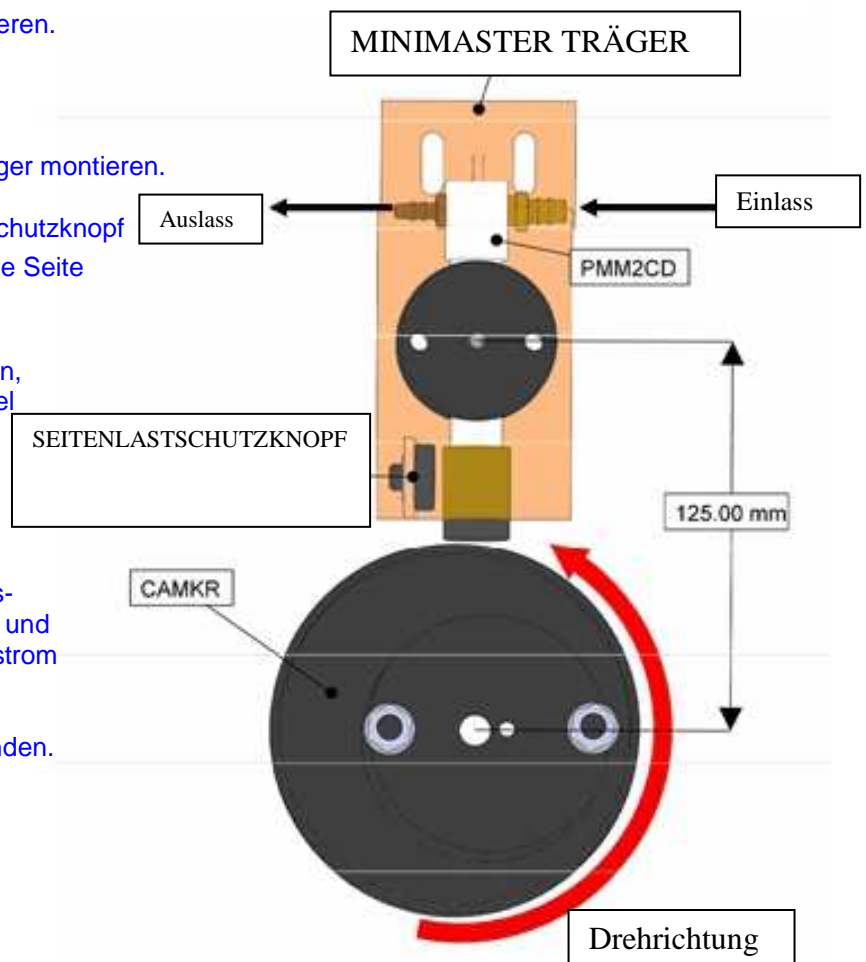 eren.
MINIMASTER TRÄGER
ger montieren.
Einlass
Auslass
chutzknopf
e Seite
PMM2CD
n,
el
SEITENLASTSCHUTZKNOPF
125.00 mm
CAMKR
s-
und
strom
nden.
Drehrichtung